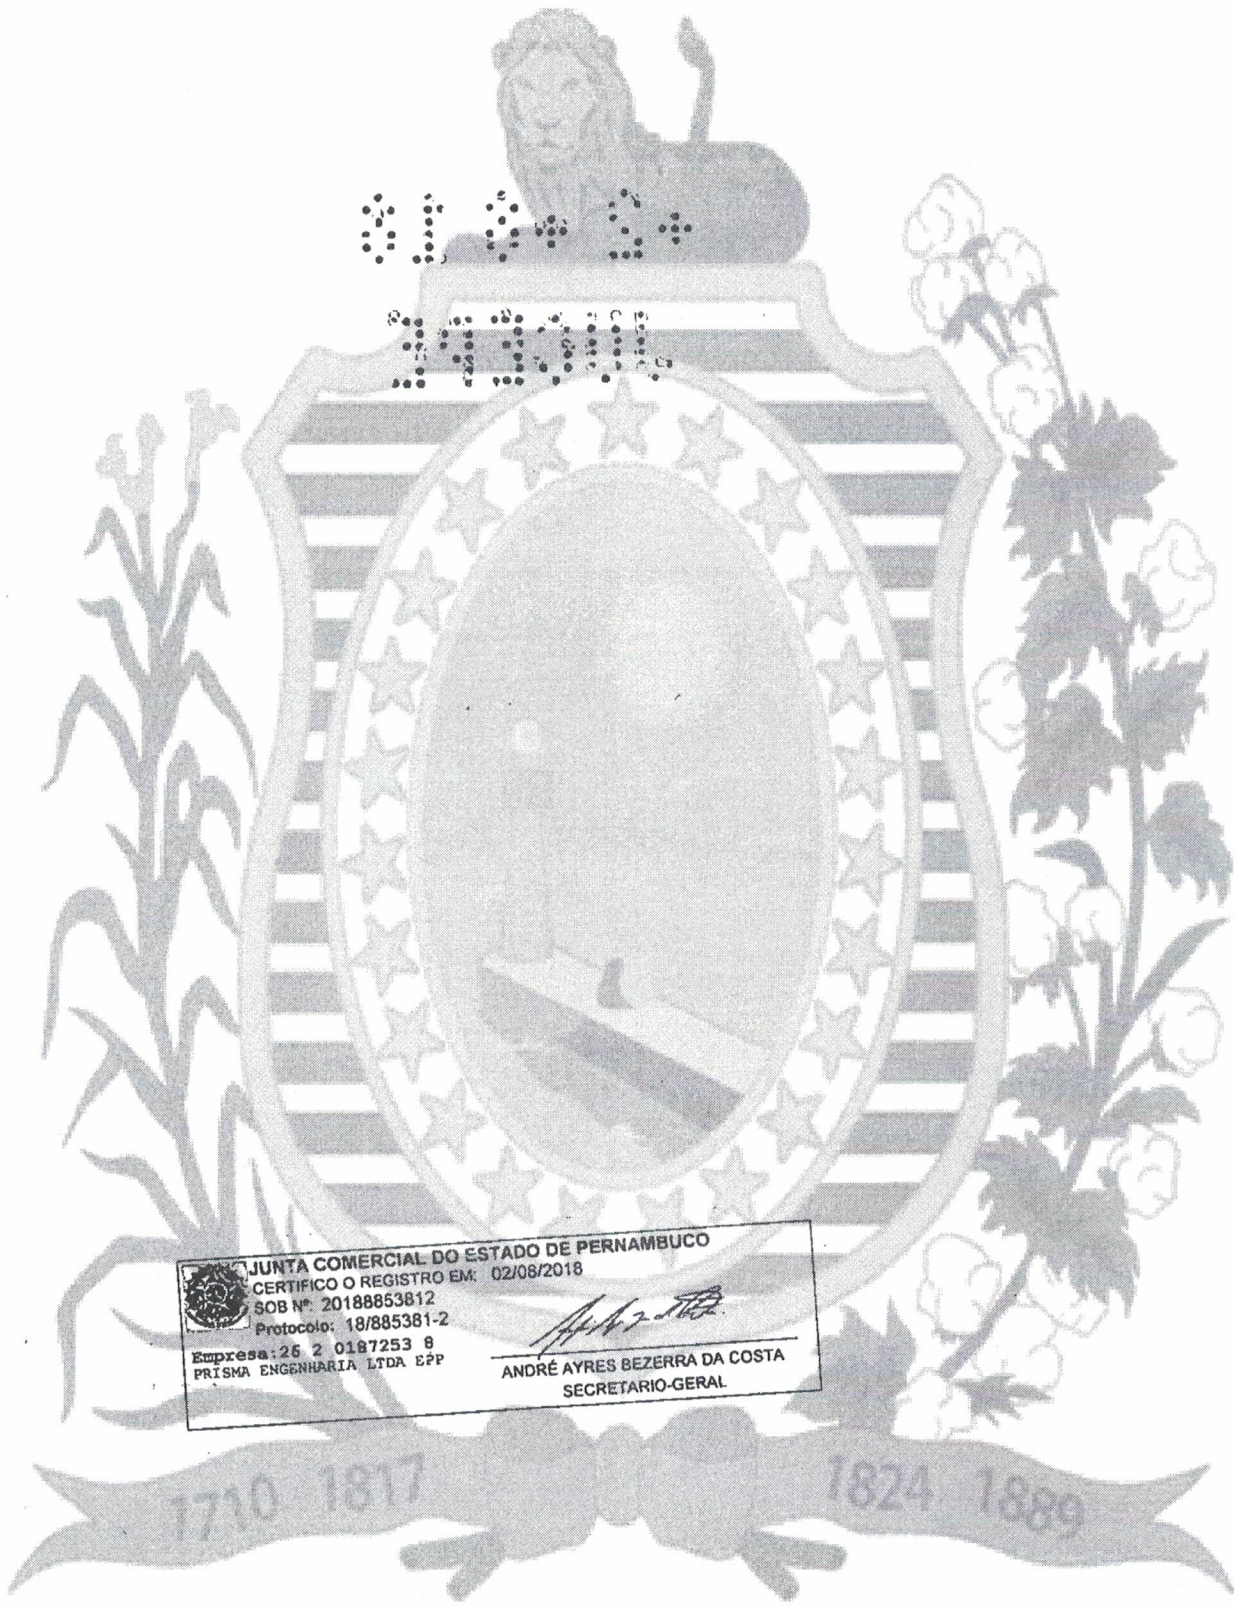 JUNTA COMERCIAL DO ESTADO DE PERNAMBUCO
CERTIFICO O REGISTRO EM: 02/08/2018
SOB Nº: 20188853812
Protocolo: 18/885381-2
Empresa:26 2 0187253 8
PRISMA ENGENHARIA LTDA EPP
ANDRÉ AYRES BEZERRA DA COSTA
SECRETARIO-GERAL
1710 1817 1824 1889